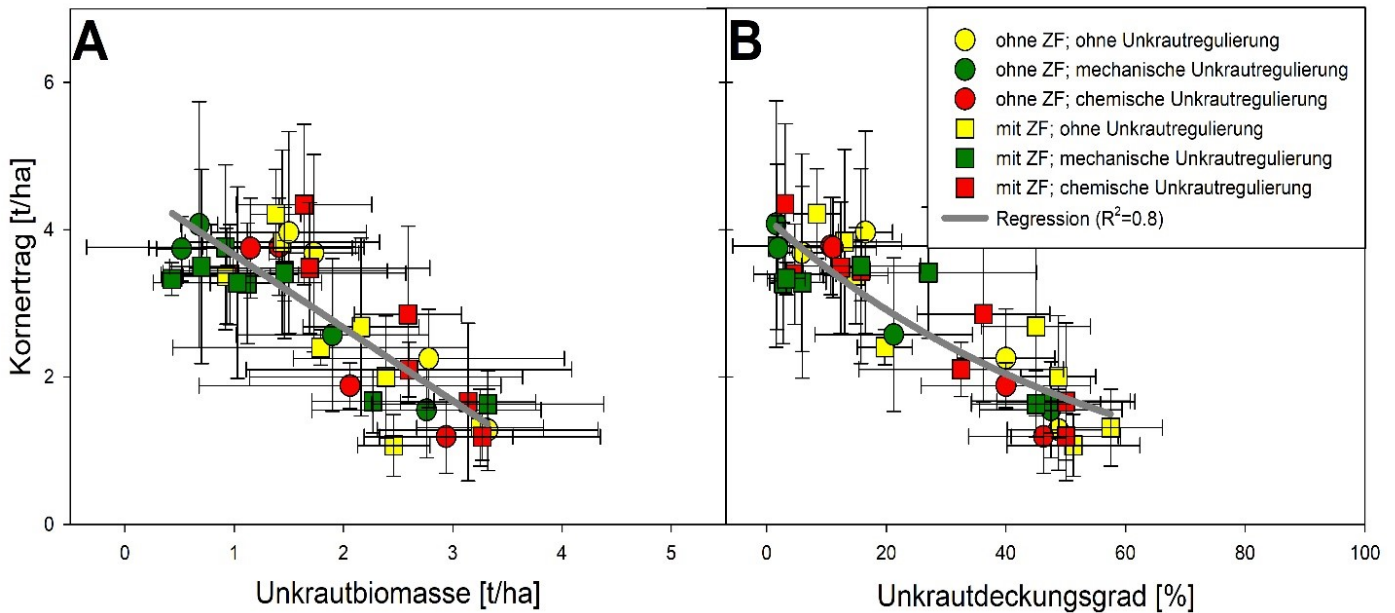 A
B
ohne ZF; ohne Unkrautregulierung
ohne ZF; mechanische Unkrautregulierung
ohne ZF; chemische Unkrautregulierung
mit ZF; ohne Unkrautregulierung
mit ZF; mechanische Unkrautregulierung
mit ZF; chemische Unkrautregulierung
Regression (R²=0.8)
Kornertrag [t/ha]
6
4
2
0
0 1 2 3 4 5
0 20 40 60 80 100
Unkrautbiomasse [t/ha]
Unkrautdeckungsgrad [%]